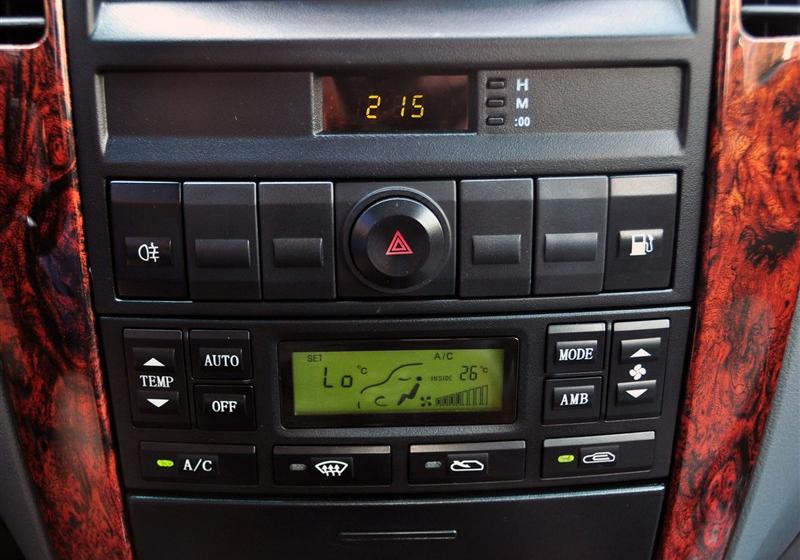 2 15
H
M
:00
SET A/C
Lo °C INSIDE 26°C
TEMP
AUTO
OFF
MODE
AMB
A/C